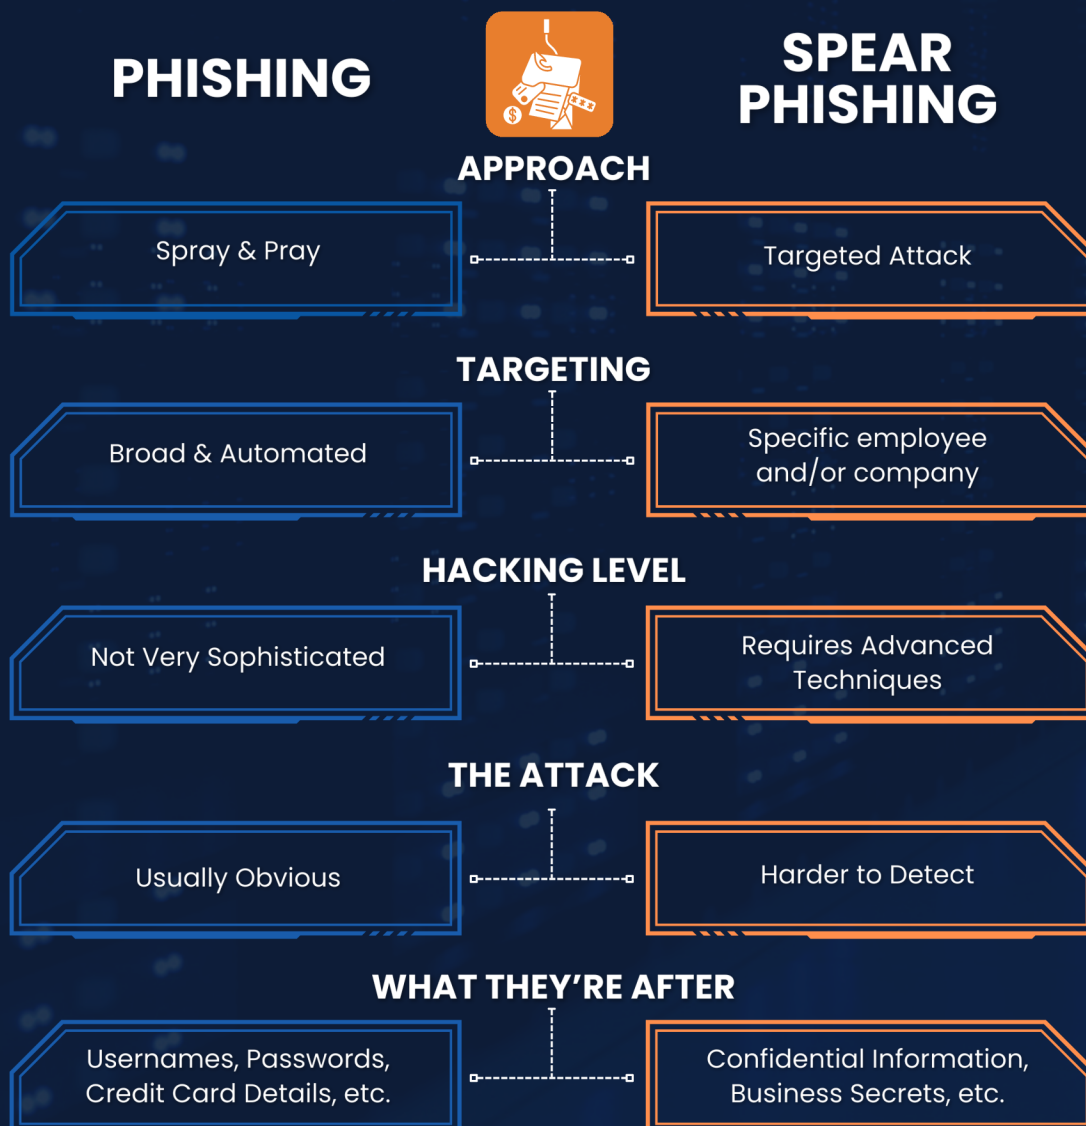 PHISHING
SPEAR
PHISHING
$
***
APPROACH
Spray & Pray
Targeted Attack
TARGETING
Broad & Automated
Specific employee
and/or company
HACKING LEVEL
Not Very Sophisticated
Requires Advanced
Techniques
THE ATTACK
Usually Obvious
Harder to Detect
WHAT THEY’RE AFTER
Usernames, Passwords,
Credit Card Details, etc.
Confidential Information,
Business Secrets, etc.